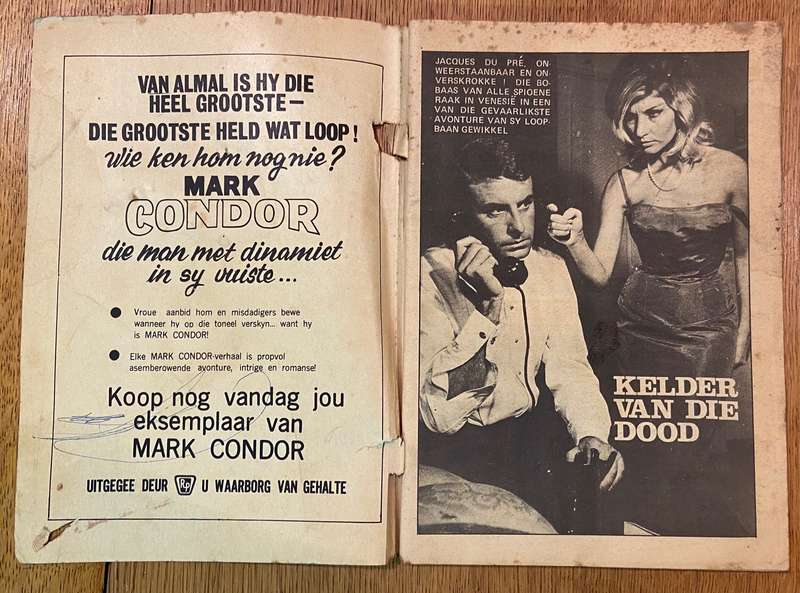 VAN ALMAL IS HY DIE
HEEL GROOTSTE—
DIE GROOTSTE HELD WAT LOOP!
Wie ken hom nog nie?
MARK
CONDOR
die man met dinamiet
in sy vuiste...
● Vroue aanbid hom en misdadigers bewe
wanneer hy op die toneel verskyn... want hy
is MARK CONDOR!
● Elke MARK CONDOR-verhaal is propvol
asemberowende avonture, intrige en romanse!
Koop nog vandag jou
eksemplaar van
MARK CONDOR
UITGEGEE DEUR Rp U WAARBORG VAN GEHALTE
JACQUES DU PRÉ, ON-
WEERSTAANBAAR EN ON-
VERSKROKKE! DIE BO-
BAAS VAN ALLE SPIOENE
RAAK IN VENESIË IN EEN
VAN DIE GEVAARLIKSTE
AVONTURE VAN SY LOOP-
BAAN GEWIKKEL
KELDER
VAN DIE
DOOD